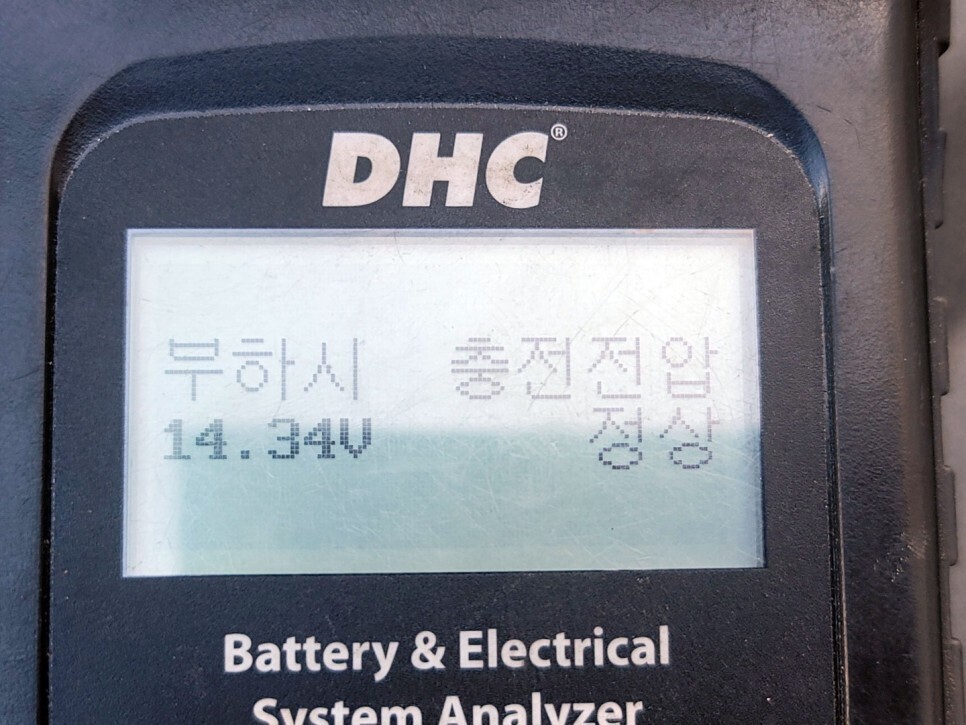 DHC®
부하시 충전전압
14.34V 정상
Battery & Electrical
System Analyzer